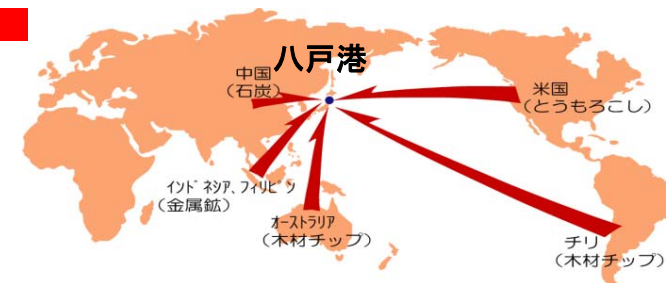 八戸港
中国
（石炭）
米国
（とうもろこし）
インドネシア、フィリピン
（金属鉱）
オーストラリア
（木材チップ）
チリ
（木材チップ）